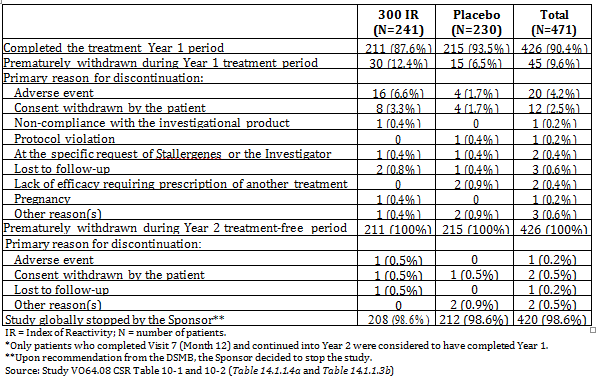 300 IR (N=241) Placebo (N=230) Total (N=471)
Completed the treatment Year 1 period 211 (87.6%) 215 (93.5%) 426 (90.4%)
Prematurely withdrawn during Year 1 treatment period 30 (12.4%) 15 (6.5%) 45 (9.6%)
Primary reason for discontinuation:
Adverse event 16 (6.6%) 4 (1.7%) 20 (4.2%)
Consent withdrawn by the patient 8 (3.3%) 4 (1.7%) 12 (2.5%)
Non-compliance with the investigational product 1 (0.4%) 0 1 (0.2%)
Protocol violation 0 1 (0.4%) 1 (0.2%)
At the specific request of Stallergenes or the Investigator 1 (0.4%) 1 (0.4%) 2 (0.4%)
Lost to follow-up 2 (0.8%) 1 (0.4%) 3 (0.6%)
Lack of efficacy requiring prescription of another treatment 0 2 (0.9%) 2 (0.4%)
Pregnancy 1 (0.4%) 0 1 (0.2%)
Other reason(s) 1 (0.4%) 2 (0.9%) 3 (0.6%)
Prematurely withdrawn during Year 2 treatment-free period 211 (100%) 215 (100%) 426 (100%)
Primary reason for discontinuation:
Adverse event 1 (0.5%) 0 1 (0.2%)
Consent withdrawn by the patient 1 (0.5%) 1 (0.5%) 2 (0.5%)
Lost to follow-up 1 (0.5%) 0 1 (0.2%)
Other reason(s) 0 2 (0.9%) 2 (0.5%)
Study globally stopped by the Sponsor** 208 (98.6%) 212 (98.6%) 420 (98.6%)
IR = Index of Reactivity; N = number of patients.
*Only patients who completed Visit 7 (Month 12) and continued into Year 2 were considered to have completed Year 1.
**Upon recommendation from the DSMB, the Sponsor decided to stop the study.
Source: Study VO64.08 CSR Table 10-1 and 10-2 (Table 14.1.1.4a and Table 14.1.1.3b)